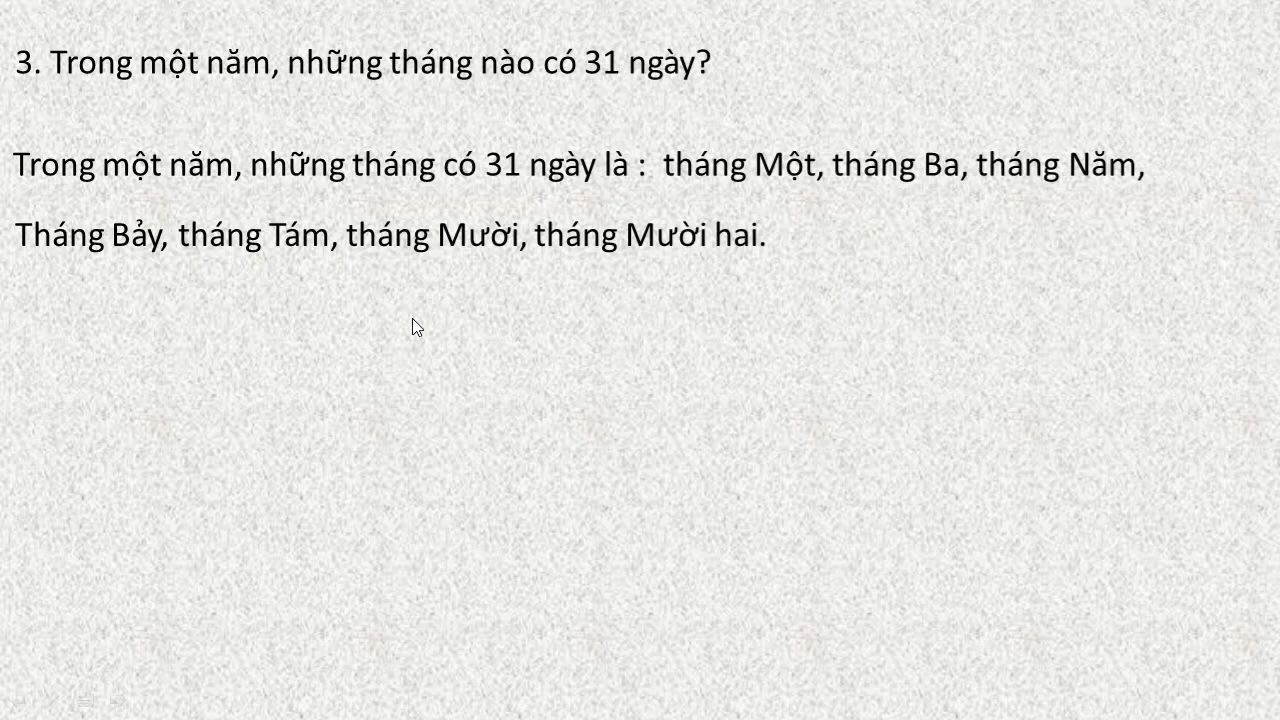 3. Trong một năm, những tháng nào có 31 ngày?
Trong một năm, những tháng có 31 ngày là : tháng Một, tháng Ba, tháng Năm,
Tháng Bảy, tháng Tám, tháng Mười, tháng Mười hai.